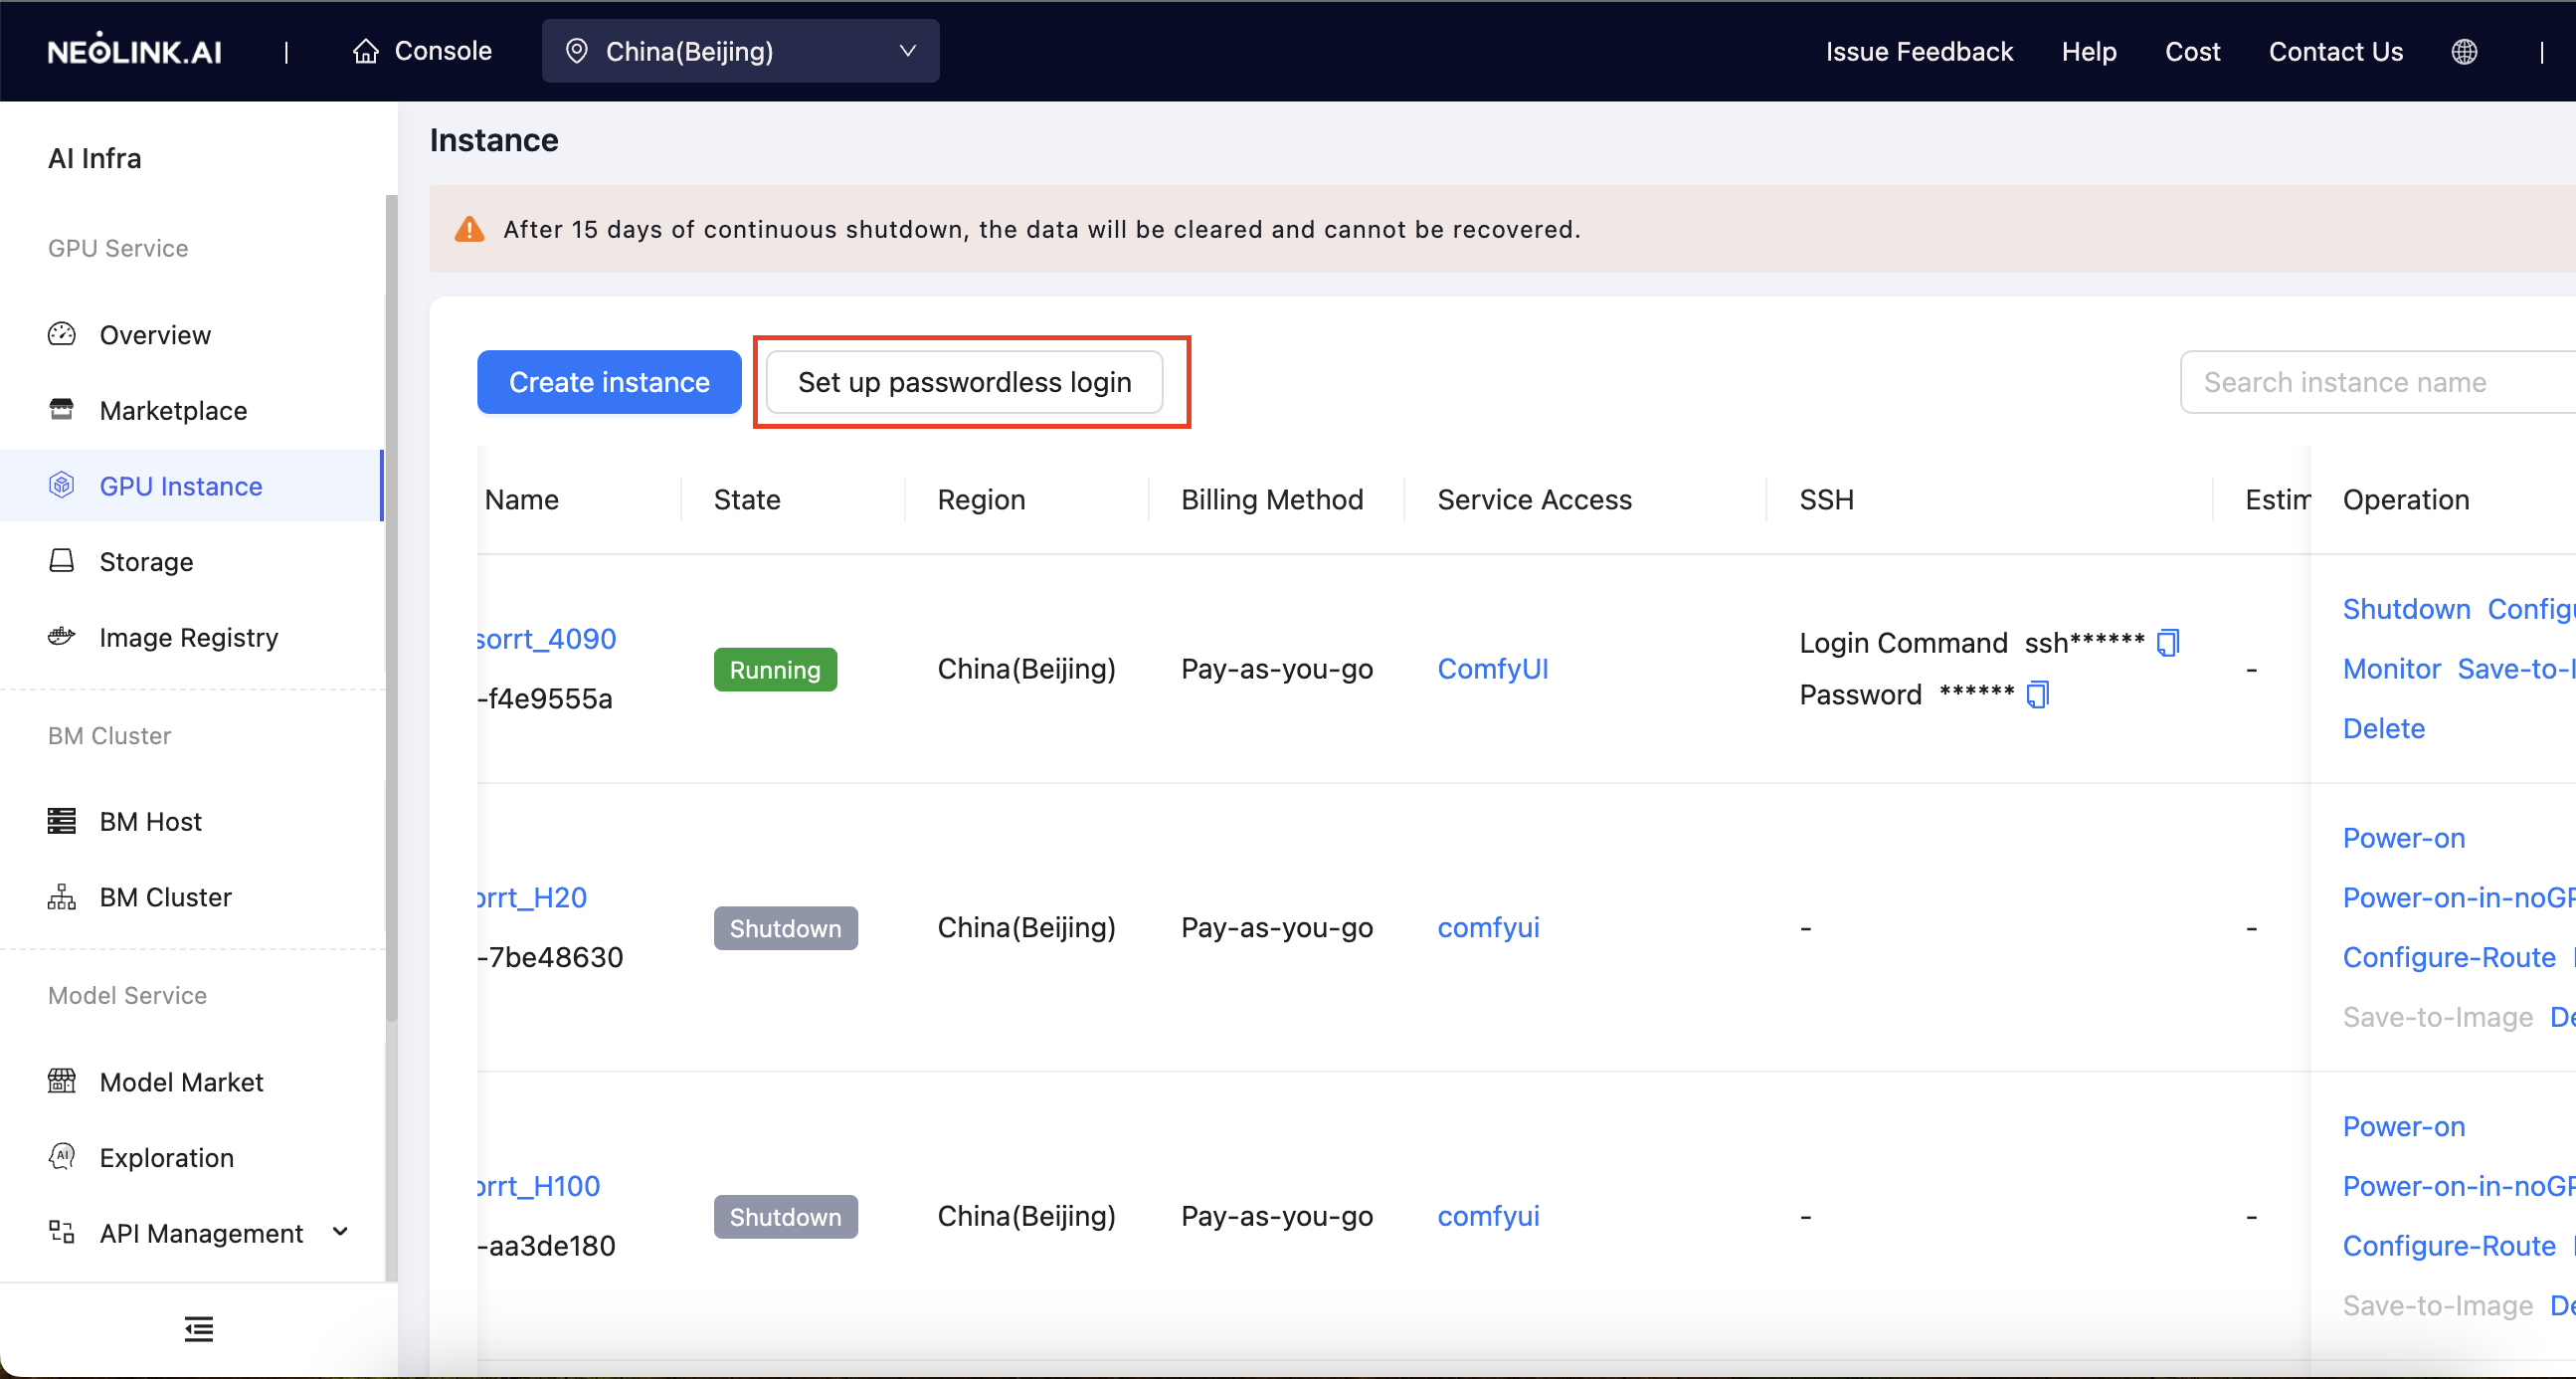 NEOLINK.AI | Console China(Beijing) Issue Feedback Help Cost Contact Us |
AI Infra
GPU Service
Overview
Marketplace
GPU Instance
Storage
Image Registry
BM Cluster
BM Host
BM Cluster
Model Service
Model Market
Exploration
API Management
Instance
After 15 days of continuous shutdown, the data will be cleared and cannot be recovered.
Create instance Set up passwordless login Search instance name
Name State Region Billing Method Service Access SSH Estim Operation
sorrt_4090
-f4e9555a
Running China(Beijing) Pay-as-you-go ComfyUI
Login Command ssh******
Password ******
-
Shutdown Configu
Monitor Save-to-I
Delete
orrt_H20
-7be48630
Shutdown China(Beijing) Pay-as-you-go comfyui - -
Power-on
Power-on-in-noGP
Configure-Route
Save-to-Image De
orrt_H100
-aa3de180
Shutdown China(Beijing) Pay-as-you-go comfyui - -
Power-on
Power-on-in-noGP
Configure-Route
Save-to-Image De